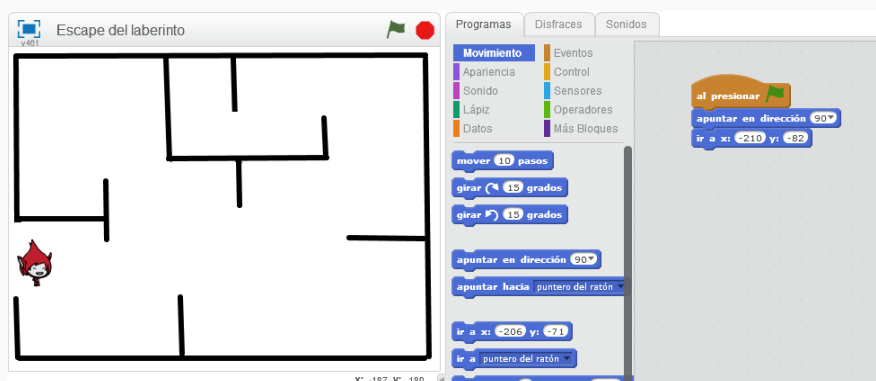 Escape del laberinto
v461
Programas
Disfraces
Sonidos
Movimiento
Apariencia
Sonido
Lápiz
Datos
Eventos
Control
Sensores
Operadores
Más Bloques
mover 10 pasos
girar 15 grados
girar 15 grados
apuntar en dirección 90
apuntar hacia puntero del ratón
ir a x: -206 y: -71
ir a puntero del ratón
al presionar
apuntar en dirección 90
ir a x: -210 y: -82